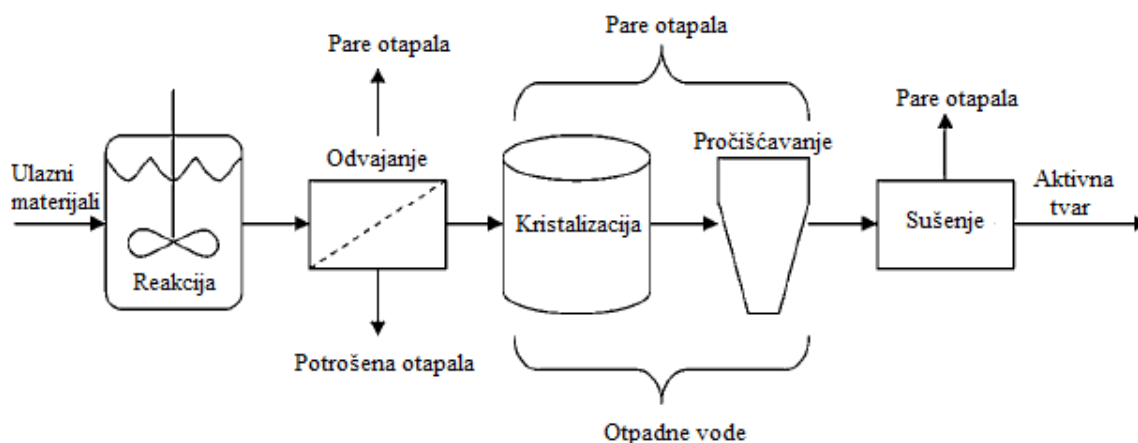 Pare otapala
Pare otapala
Pare otapala
Ulazni
materijali
Odvajanje
Pročišćavanje
Aktivna
tvar
Kristalizacija
Sušenje
Reakcija
Potrošena otapala
Otpadne vode